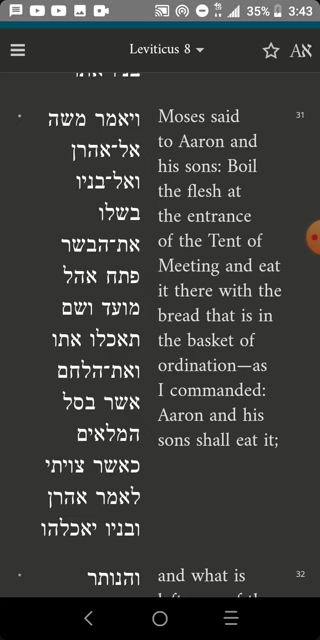 35% 3:43
Leviticus 8
א
31
ויאמר משה
אל־אהרן
ואל־בניו
בשלו
את־הבשר
פתח אהל
מועד ושם
תאכלו אתו
ואת־הלחם
אשר בסל
המלאים
כאשר צויתי
לאמר אהרן
ובניו יאכלהו
Moses said
to Aaron and
his sons: Boil
the flesh at
the entrance
of the Tent of
Meeting and eat
it there with the
bread that is in
the basket of
ordination—as
I commanded:
Aaron and his
sons shall eat it;
32
והנותר
and what is